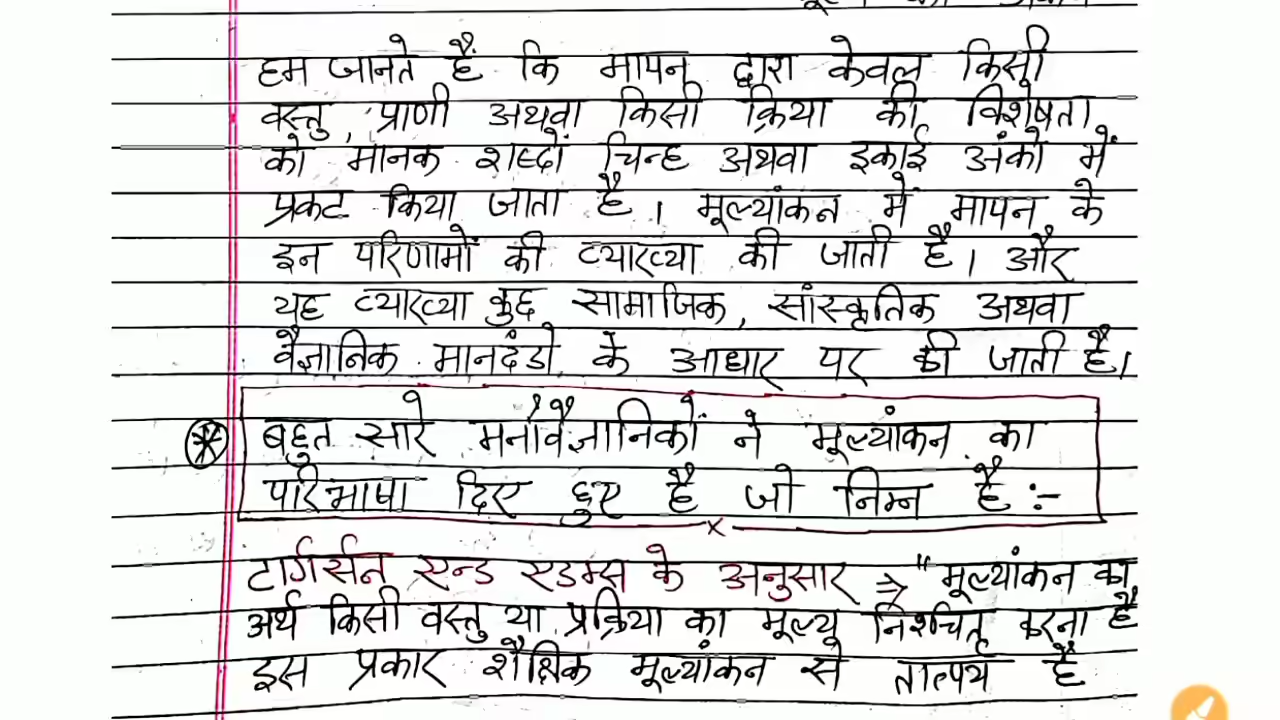 हम जानते हैं कि मापन द्वारा केवल किसी
वस्तु, प्राणी अथवा किसी क्रिया की विशेषता
को मानक शब्दों चिन्ह अथवा इकाई अंको में
प्रकट किया जाता है। मूल्यांकन में मापन के
इन परिणामों की व्याख्या की जाती है। और
यह व्याख्या कुछ सामाजिक, सांस्कृतिक अथवा
वैज्ञानिक मानदंडो के आधार पर की जाती है।
बहुत सारे मनोवैज्ञानिकों ने मूल्यांकन का
परिभाषा दिए हुए है जो निम्न है :-
टार्गर्सन एन्ड एडम्स के अनुसार ⇒ "मूल्यांकन का
अर्थ किसी वस्तु या प्रक्रिया का मूल्य निश्चित करना है
इस प्रकार शैक्षिक मूल्यांकन से तात्पर्य है